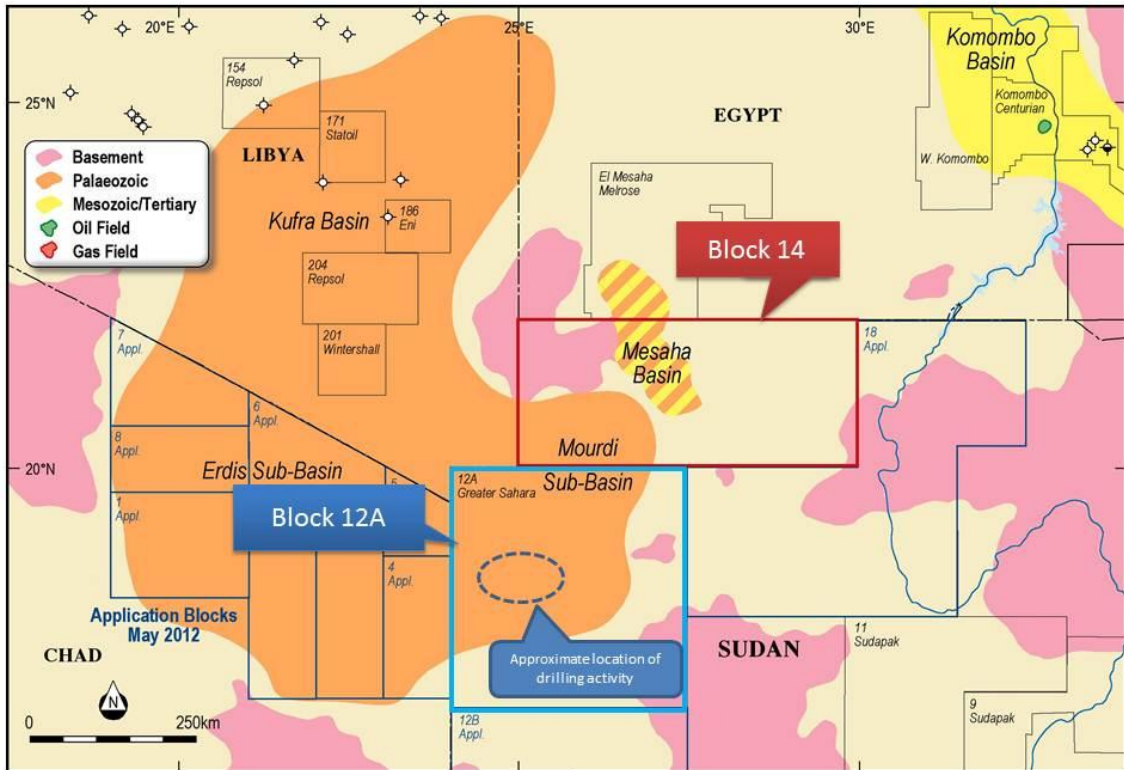 20°E
25°E
30°E
Komombo
Basin
154
Repsol
Komombo
Centurian
25°N
171
Statoil
EGYPT
LIBYA
Basement
Palaeozoic
Mesozoic/Tertiary
Oil Field
Gas Field
W. Komombo
El Mesaha
Melrose
186
Eni
Kufra Basin
Block 14
204
Repsol
7
Appl.
201
Wintershall
18
Appl.
Mesaha
Basin
6
Appl.
8
Appl.
Mourdi
20°N
Erdis Sub-Basin
5
12A
Greater Sahara
Sub-Basin
1
Appl.
Block 12A
4
Appl.
Application Blocks
May 2012
CHAD
Approximate location of
drilling activity
SUDAN
11
Sudapak
N
0
250km
12B
Appl.
9
Sudapak